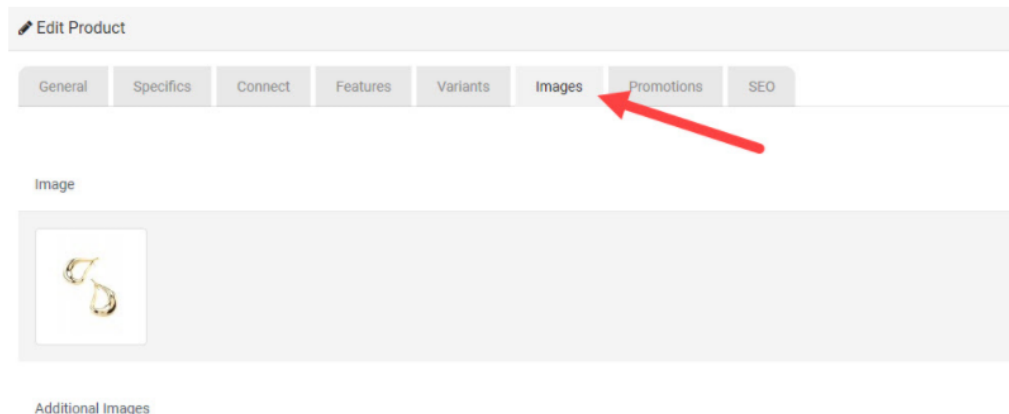 Edit Product
General Specifics Connect Features Variants Images Promotions SEO
Image
Additional Images